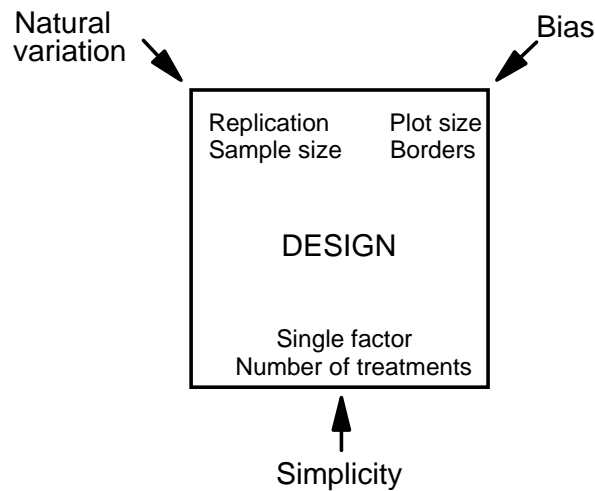 Natural
variation
Bias
Replication
Sample size
Plot size
Borders
DESIGN
Single factor
Number of treatments
Simplicity